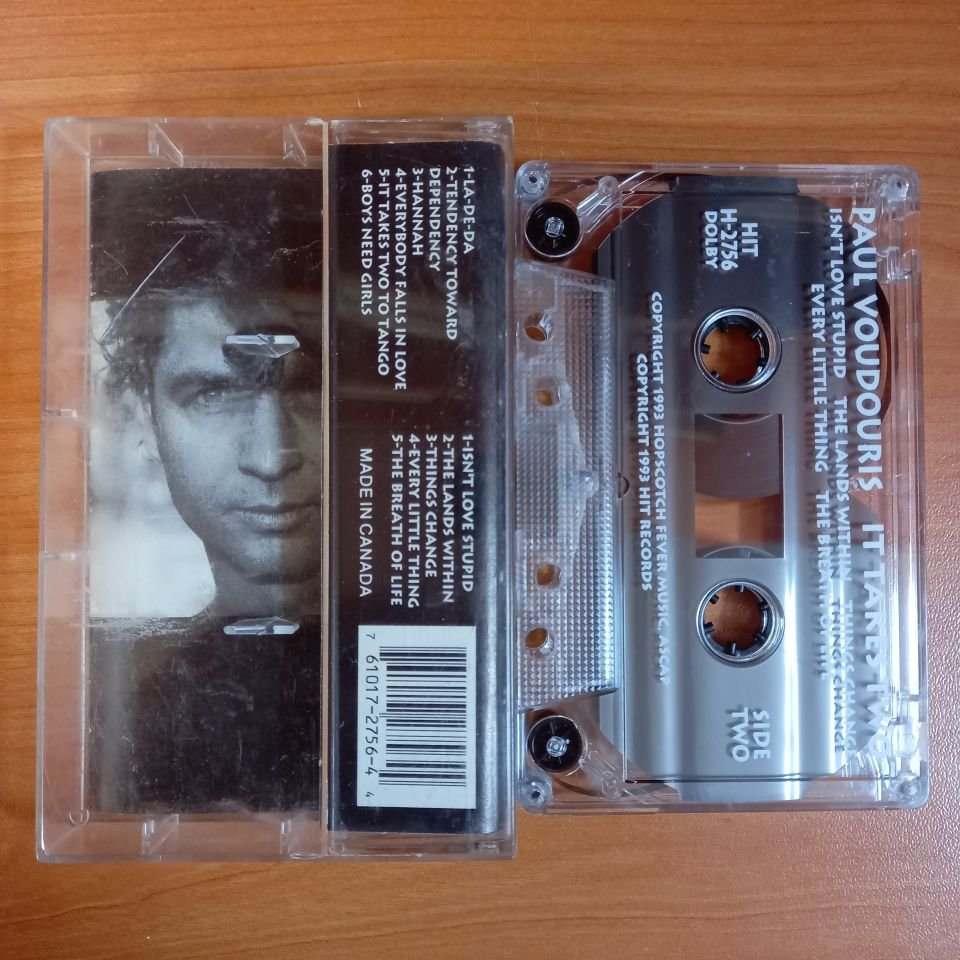 1-LA-DE-DA
2-TENDENCY TOWARD
DEPENDENCY
3-HANNAH
4-EVERYBODY FALLS IN LOVE
5-IT TAKES TWO TO TANGO
6-BOYS NEED GIRLS
1-ISN'T LOVE STUPID
2-THE LANDS WITHIN
3-THINGS CHANGE
4-EVERY LITTLE THING
5-THE BREATH OF LIFE
MADE IN CANADA
7 61017-2756-4 4
PAUL VOUDOURIS IT TAKES TWO
ISN'T LOVE STUPID THE LANDS WITHIN THINGS CHANGE
EVERY LITTLE THING THE BREATH OF LIFE
HIT
H-2756
DOLBY
SIDE
TWO
COPYRIGHT 1993 HOPSCOTCH FEVER MUSIC, ASCAP
COPYRIGHT 1993 HIT RECORDS